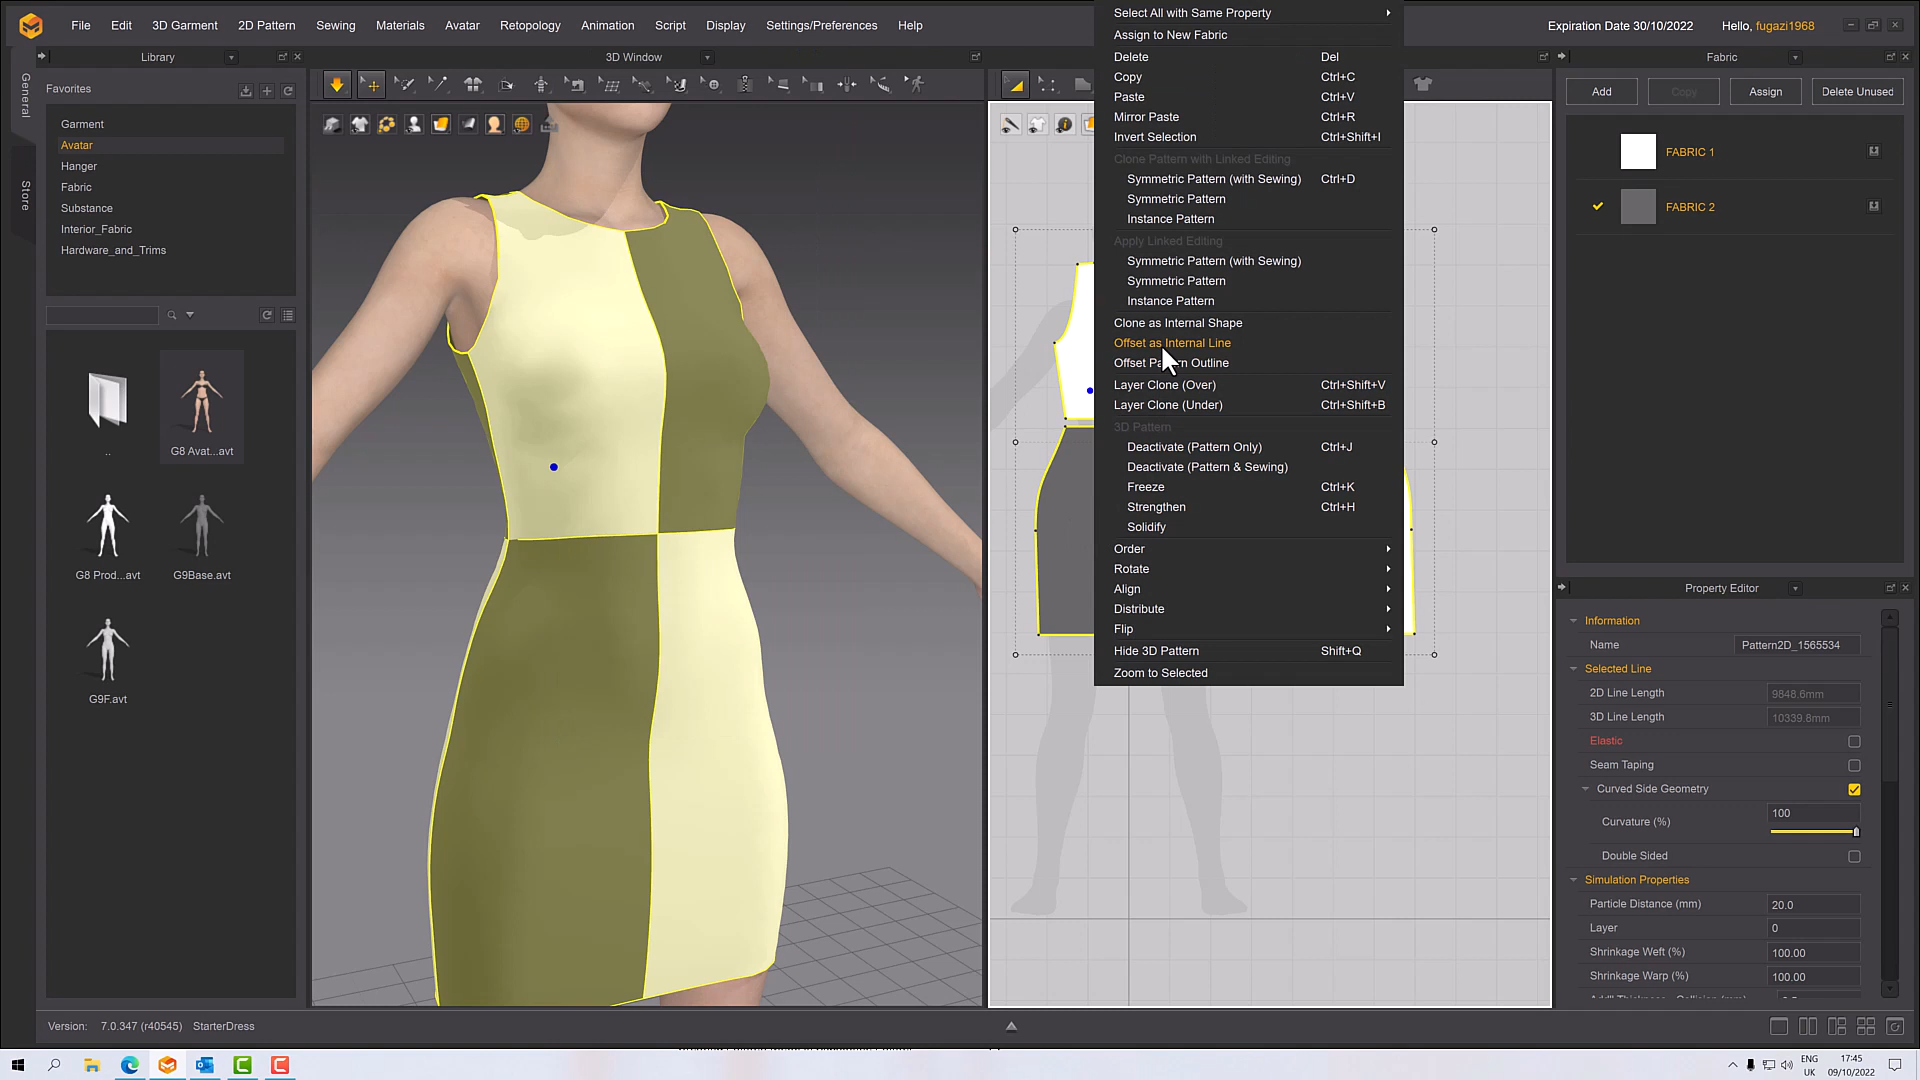 File Edit 3D Garment 2D Pattern Sewing Materials Avatar Retopology Animation Script Display Settings/Preferences Help
Expiration Date 30/10/2022 Hello, fugazi1968
Library
3D Window
Fabric
General
Store
Favorites
Garment
Avatar
Hanger
Fabric
Substance
Interior_Fabric
Hardware_and_Trims
..
G8 Avat...avt
G8 Prod...avt
G9Base.avt
G9F.avt
Select All with Same Property
Assign to New Fabric
Delete Del
Copy Ctrl+C
Paste Ctrl+V
Mirror Paste Ctrl+R
Invert Selection Ctrl+Shift+I
Clone Pattern with Linked Editing
Symmetric Pattern (with Sewing) Ctrl+D
Symmetric Pattern
Instance Pattern
Apply Linked Editing
Symmetric Pattern (with Sewing)
Symmetric Pattern
Instance Pattern
Clone as Internal Shape
Offset as Internal Line
Offset Pattern Outline
Layer Clone (Over) Ctrl+Shift+V
Layer Clone (Under) Ctrl+Shift+B
3D Pattern
Deactivate (Pattern Only) Ctrl+J
Deactivate (Pattern & Sewing)
Freeze Ctrl+K
Strengthen Ctrl+H
Solidify
Order
Rotate
Align
Distribute
Flip
Hide 3D Pattern Shift+Q
Zoom to Selected
Add Copy Assign Delete Unused
FABRIC 1
FABRIC 2
Property Editor
Information
Name Pattern2D_1565534
Selected Line
2D Line Length 9848.6mm
3D Line Length 10339.8mm
Elastic
Seam Taping
Curved Side Geometry
Curvature (%) 100
Double Sided
Simulation Properties
Particle Distance (mm) 20.0
Layer 0
Shrinkage Weft (%) 100.00
Shrinkage Warp (%) 100.00
Version: 7.0.347 (r40545) StarterDress
ENG
UK
17:45
09/10/2022